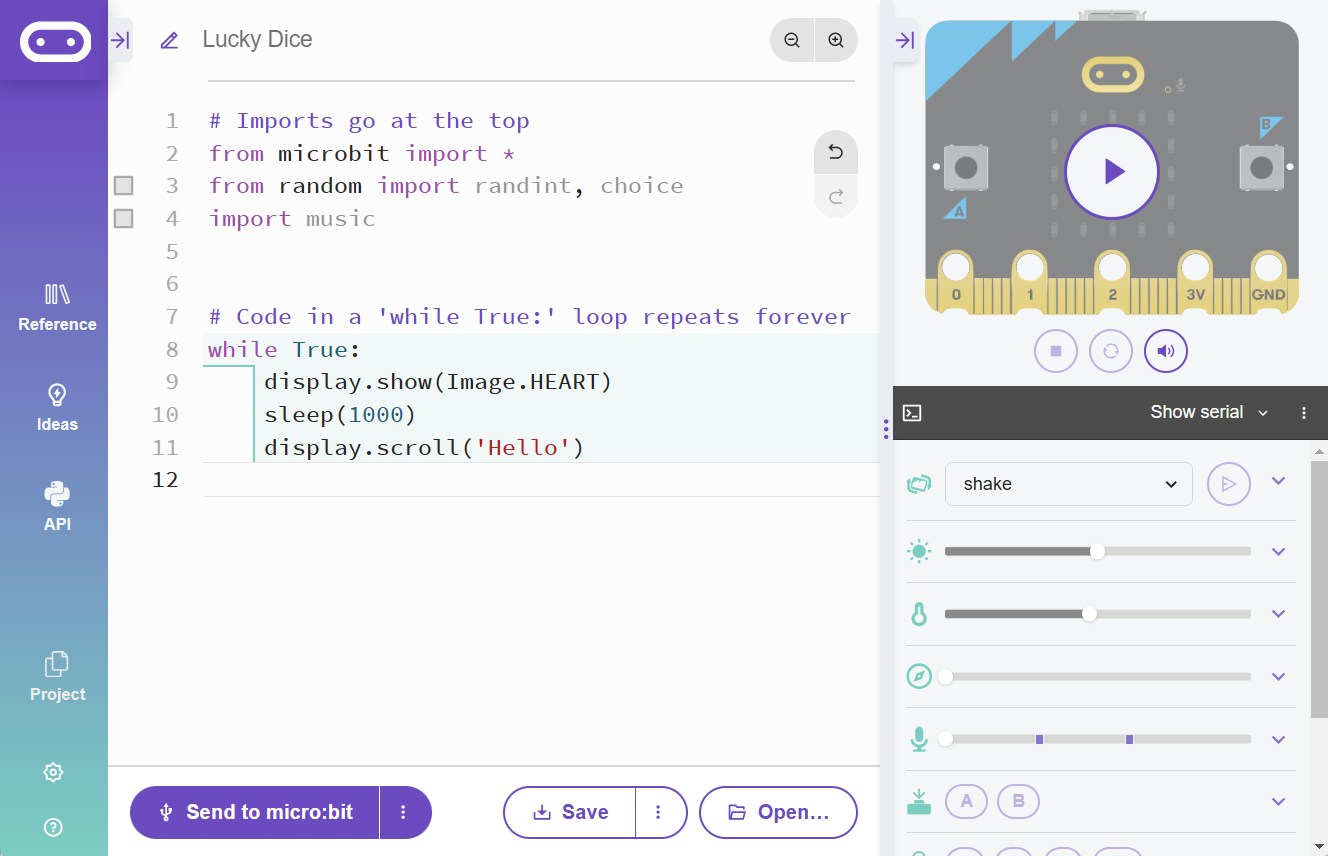 Lucky Dice
Reference
Ideas
API
Project
1 # Imports go at the top
2 from microbit import *
3 from random import randint, choice
4 import music
5
6
7 # Code in a 'while True:' loop repeats forever
8 while True:
9 display.show(Image.HEART)
10 sleep(1000)
11 display.scroll('Hello')
12
Send to micro:bit
Save
Open...
B
A
0 1 2 3V GND
Show serial
shake
A B